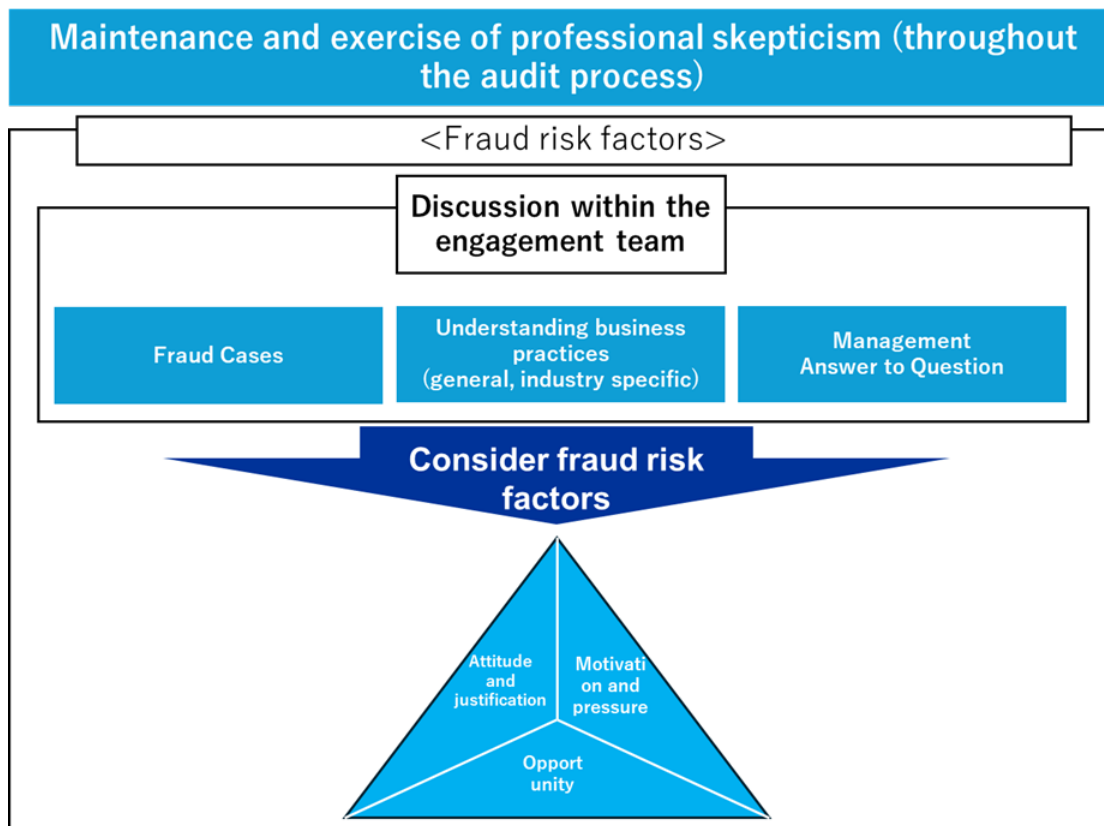 Maintenance and exercise of professional skepticism (throughout
the audit process)
<Fraud risk factors>
Discussion within the
engagement team
Fraud Cases
Understanding business
practices
(general, industry specific)
Management
Answer to Question
Consider fraud risk
factors
Attitude
and
justification
Motivati
on and
pressure
Opport
unity